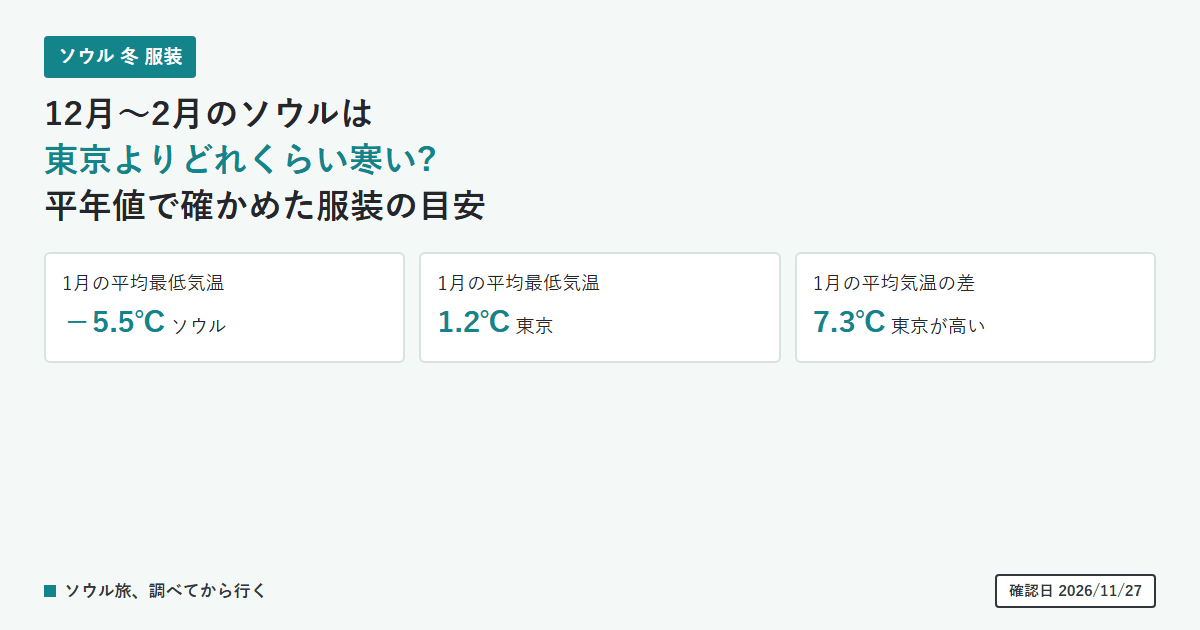 ソウル 冬 服装
12月〜2月のソウルは
東京よりどれくらい寒い?
平年値で確かめた服装の目安
1月の平均最低気温
−5.5℃ ソウル
1月の平均最低気温
1.2℃ 東京
1月の平均気温の差
7.3℃ 東京が高い
ソウル旅、調べてから行く
確認日 2026/11/27